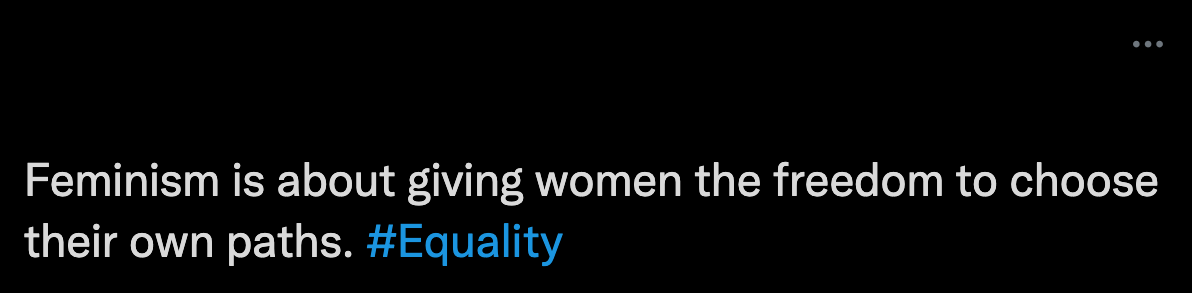 Feminism is about giving women the freedom to choose
their own paths. #Equality